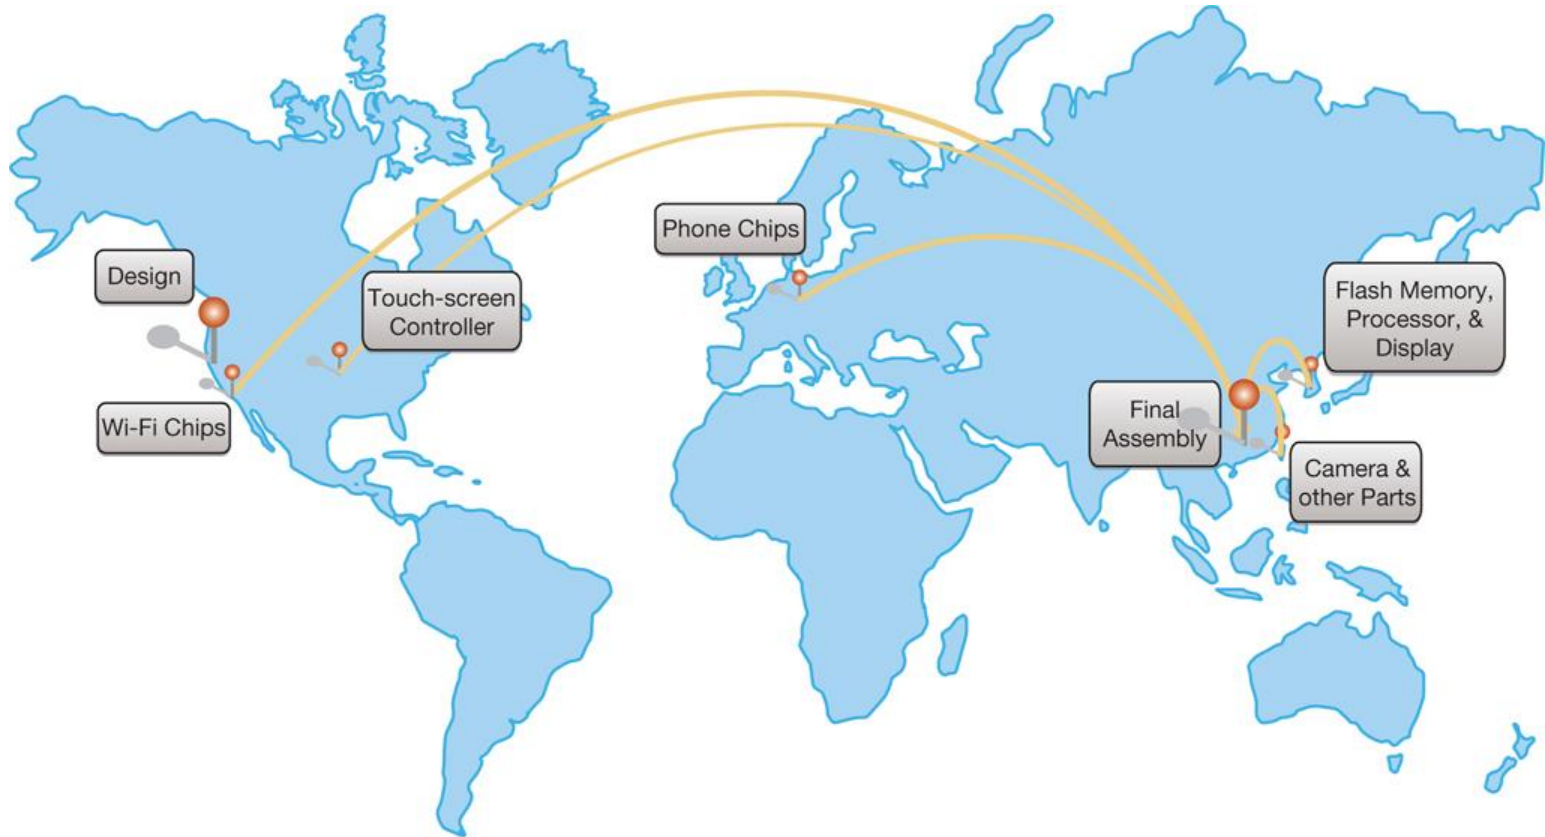 Phone Chips
Design
Touch-screen
Controller
Flash Memory,
Processor, &
Display
Wi-Fi Chips
Final
Assembly
Camera &
other Parts